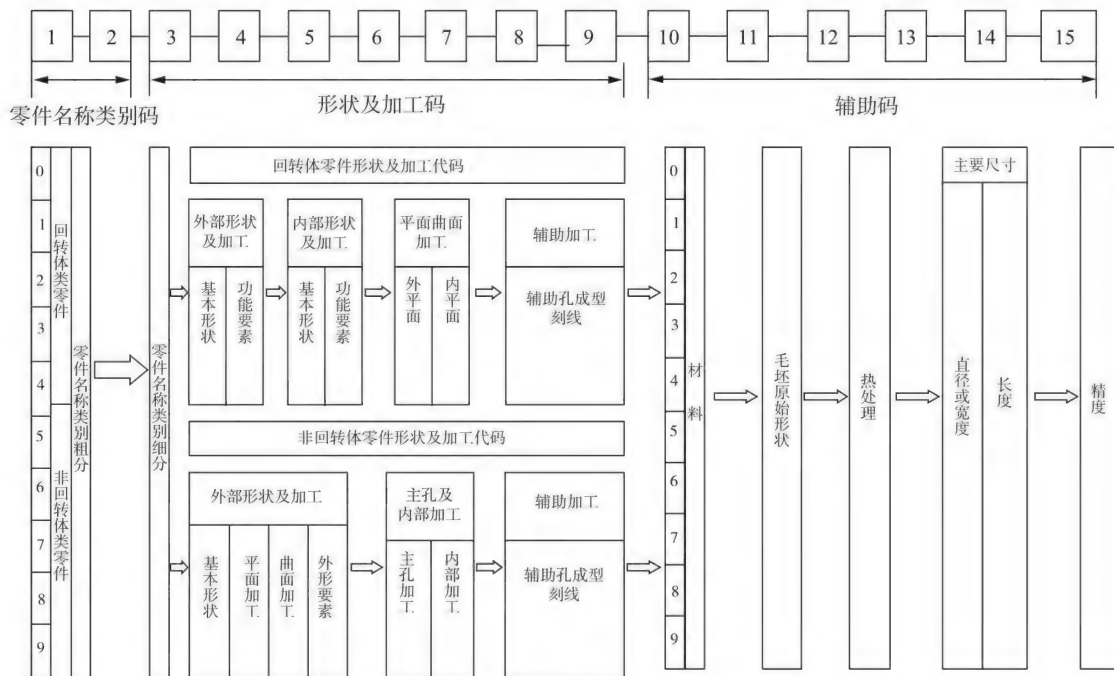 1 2 3 4 5 6 7 8 9 10 11 12 13 14 15
零件名称类别码
形状及加工码
辅助码
0
1
2
3
4
5
6
7
8
9
回转体类零件
非回转体类零件
零件名称类别粗分
零件名称类别细分
回转体零件形状及加工代码
外部形状
及加工
基本形状
功能要素
内部形状
及加工
基本形状
功能要素
平面曲面
加工
外平面
内平面
辅助加工
辅助孔成型
刻线
非回转体零件形状及加工代码
外部形状及加工
基本形状
平面加工
曲面加工
外形要素
主孔及
内部加工
主孔加工
内部加工
辅助加工
辅助孔成型
刻线
0
1
2
3
4
5
6
7
8
9
材料
毛坯原始形状
热处理
主要尺寸
直径或宽度
长度
精度